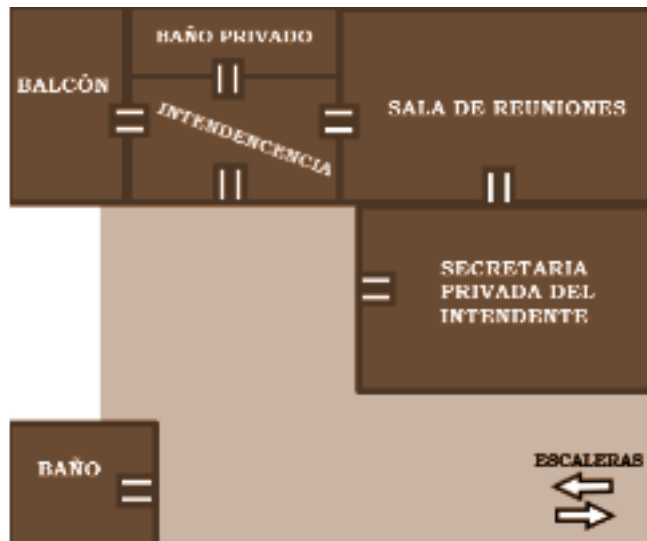 BAÑO PRIVADO
BALCÓN
INTENDENCENCIA
SALA DE REUNIONES
SECRETARIA
PRIVADA DEL
INTENDENTE
BAÑO
ESCALERAS